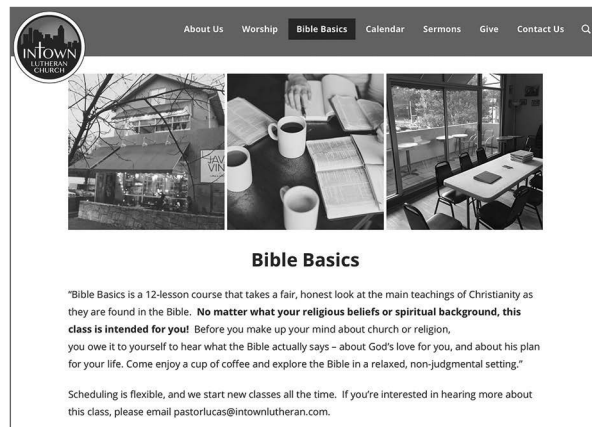 INTOWN
LUTHERAN
CHURCH
About Us Worship Bible Basics Calendar Sermons Give Contact Us
JAV
VIN
Bible Basics
“Bible Basics is a 12-lesson course that takes a fair, honest look at the main teachings of Christianity as
they are found in the Bible. No matter what your religious beliefs or spiritual background, this
class is intended for you! Before you make up your mind about church or religion,
you owe it to yourself to hear what the Bible actually says – about God’s love for you, and about his plan
for your life. Come enjoy a cup of coffee and explore the Bible in a relaxed, non-judgmental setting.”
Scheduling is flexible, and we start new classes all the time. If you’re interested in hearing more about
this class, please email pastorlucas@intownlutheran.com.